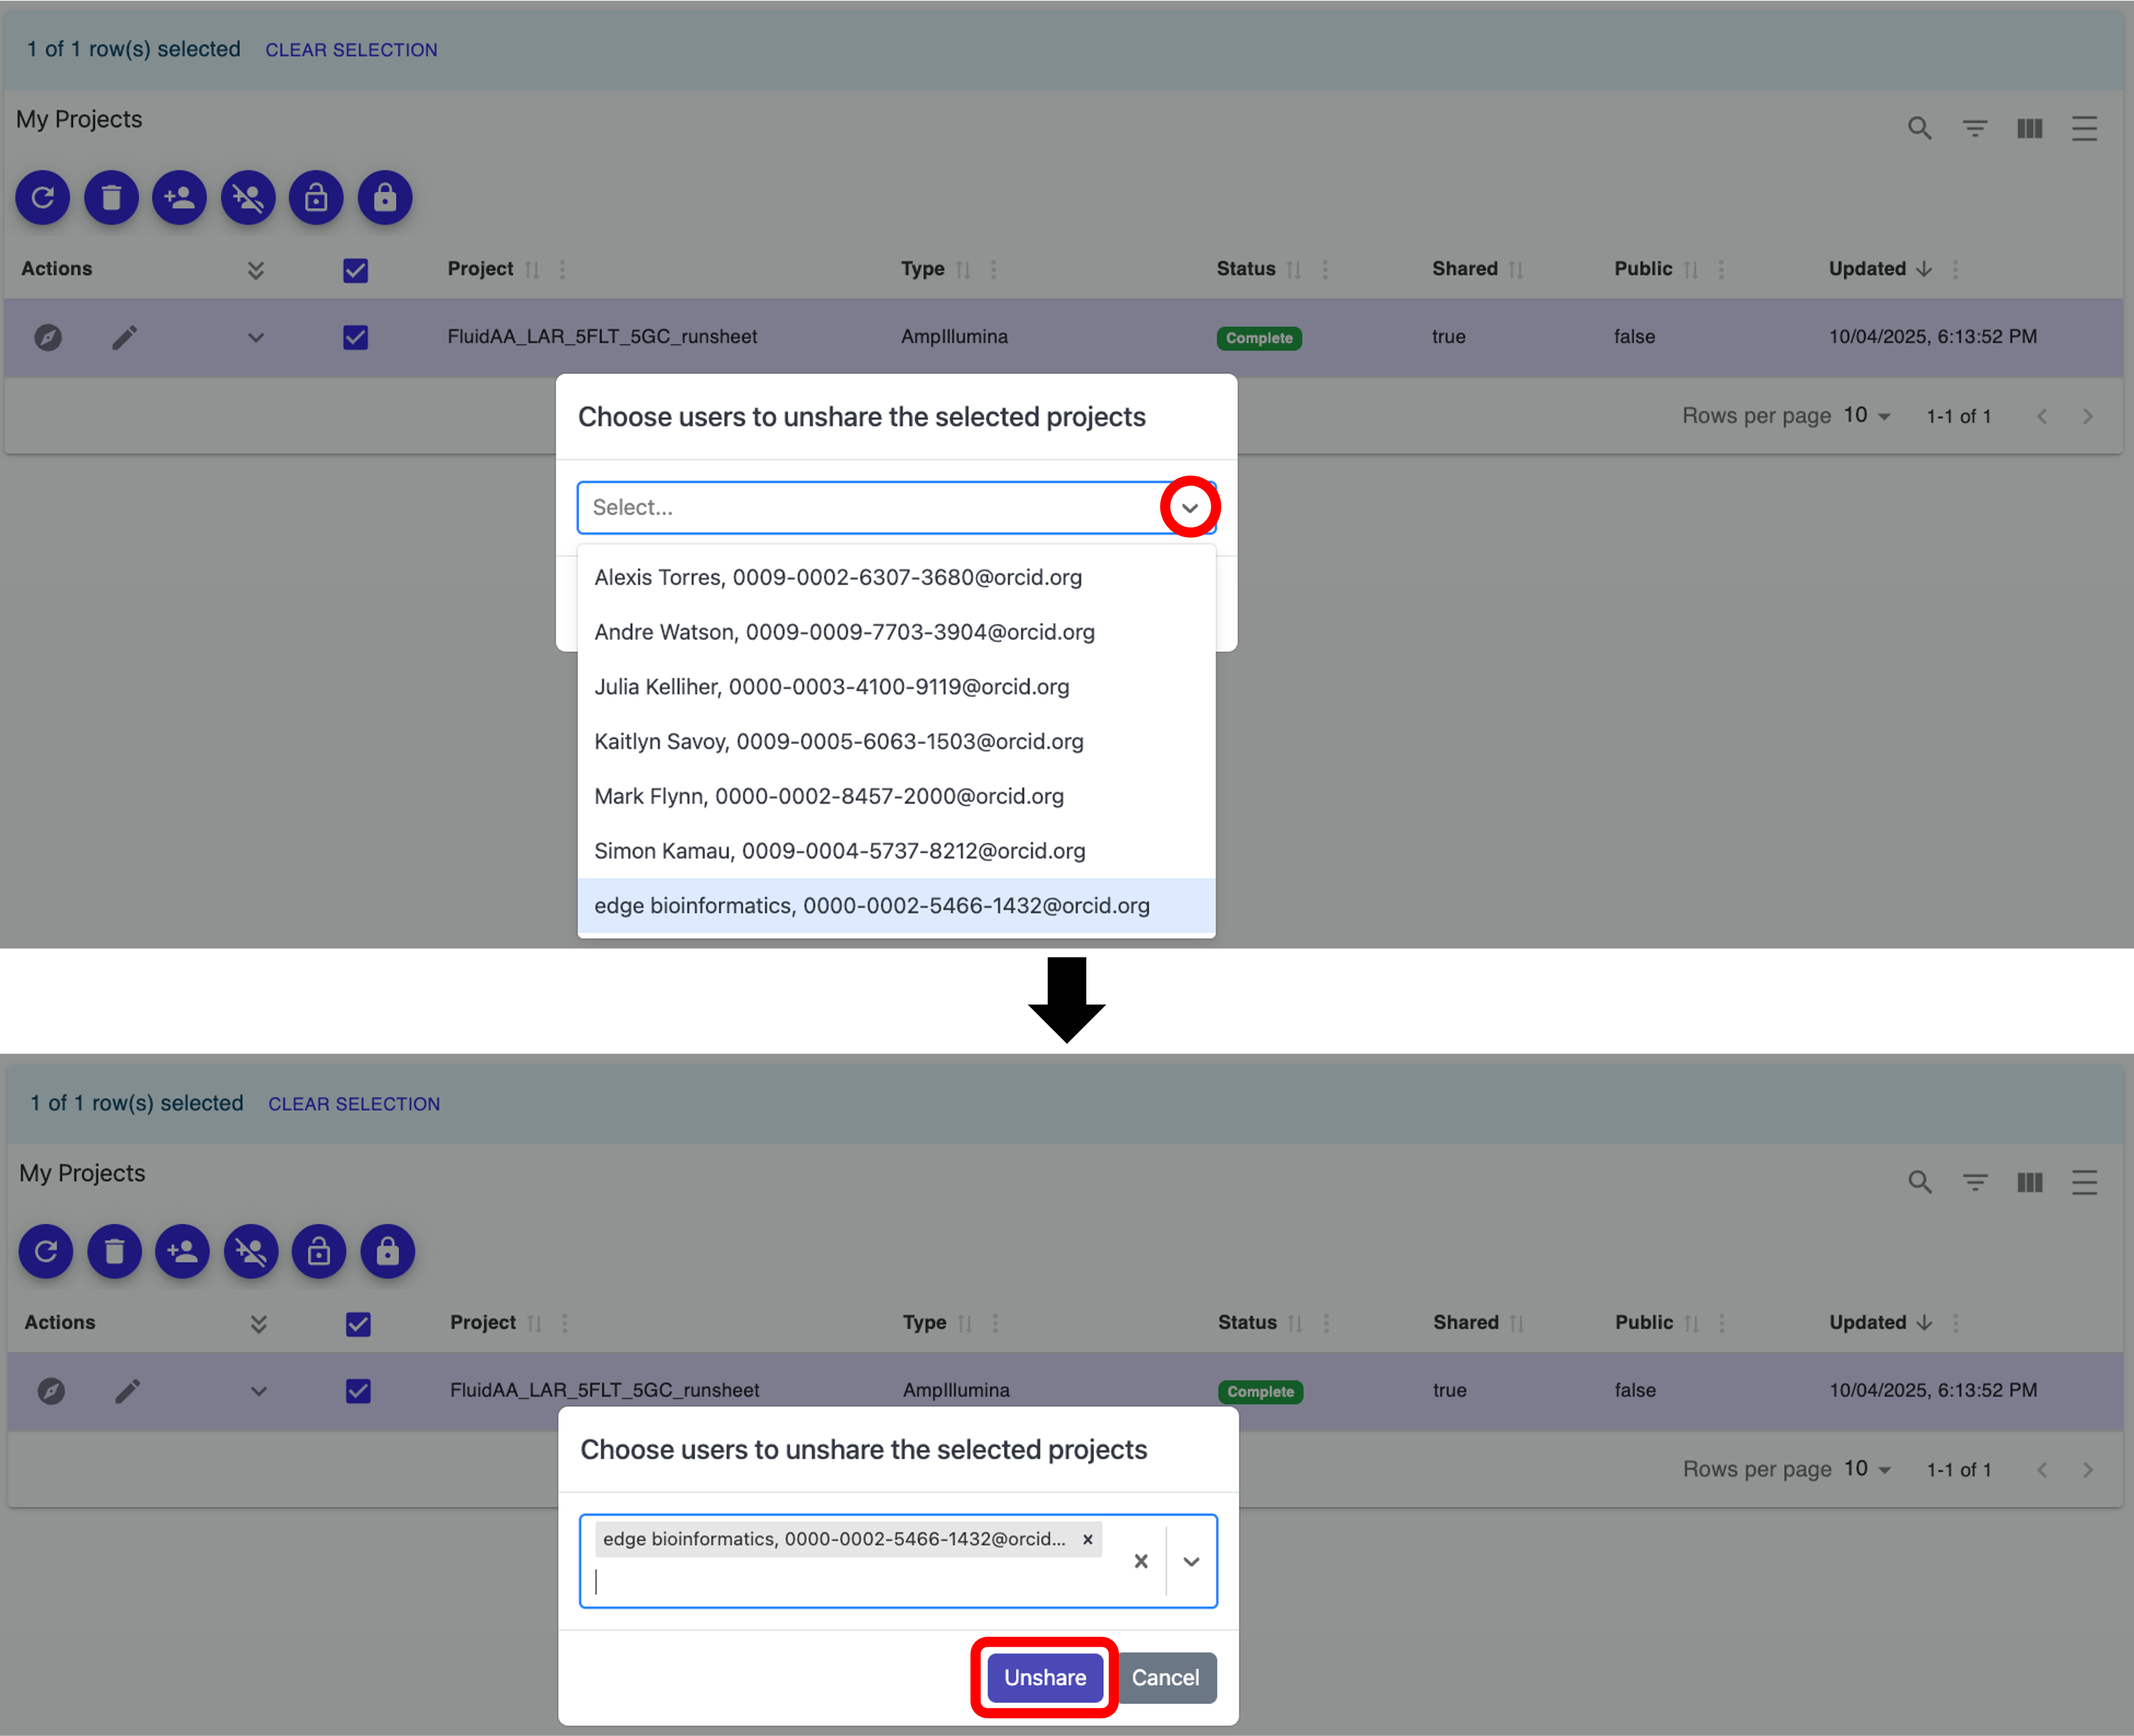 1 of 1 row(s) selected CLEAR SELECTION
My Projects
Actions Project Type Status Shared Public Updated
FluidAA_LAR_5FLT_5GC_runsheet AmpIllumina Complete true false 10/04/2025, 6:13:52 PM
Rows per page 10 1-1 of 1
Choose users to unshare the selected projects
Select...
Alexis Torres, 0009-0002-6307-3680@orcid.org
Andre Watson, 0009-0009-7703-3904@orcid.org
Julia Kelliher, 0000-0003-4100-9119@orcid.org
Kaitlyn Savoy, 0009-0005-6063-1503@orcid.org
Mark Flynn, 0000-0002-8457-2000@orcid.org
Simon Kamau, 0009-0004-5737-8212@orcid.org
edge bioinformatics, 0000-0002-5466-1432@orcid.org
1 of 1 row(s) selected CLEAR SELECTION
My Projects
Actions Project Type Status Shared Public Updated
FluidAA_LAR_5FLT_5GC_runsheet AmpIllumina Complete true false 10/04/2025, 6:13:52 PM
Rows per page 10 1-1 of 1
Choose users to unshare the selected projects
edge bioinformatics, 0000-0002-5466-1432@orcid...
Unshare Cancel